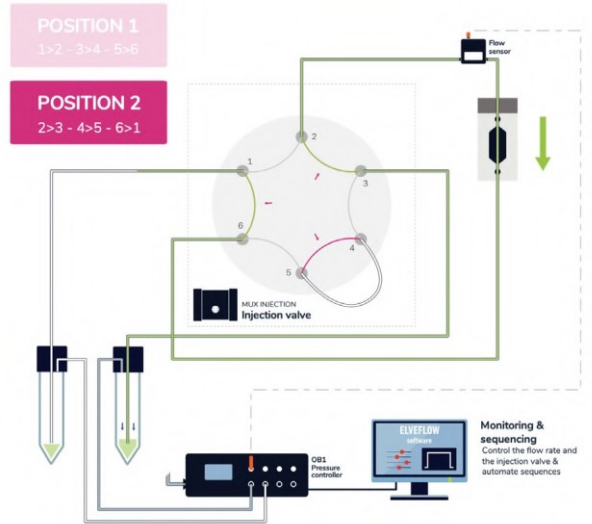 POSITION 1
1>2 - 3>4 - 5>6
POSITION 2
2>3 - 4>5 - 6>1
Flow
sensor
1
2
3
4
5
6
MUX INJECTION
Injection valve
ELVEFLOW
software
OB1
Pressure
controller
Monitoring &
sequencing
Control the flow rate and
the injection valve &
automate sequences